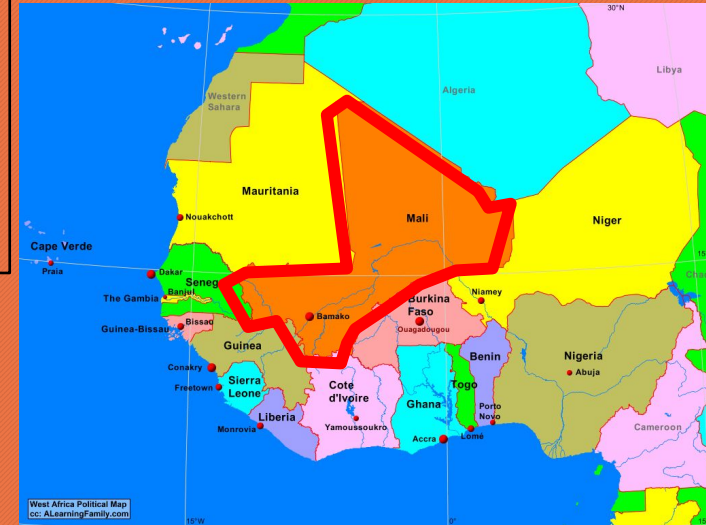 30°N
Libya
Algeria
Western
Sahara
Mauritania
Mali
Niger
Nouakchott
Cape Verde
Praia
Dakar
Seneg
The Gambia
Banjul
Bissau
Guinea-Bissau
Bamako
Burkina
Faso
Ouagadougou
Niamey
15
Guinea
Conakry
Freetown
Sierra
Leone
Liberia
Monrovia
Cote
d'Ivoire
Yamoussoukro
Ghana
Accra
Togo
Lomé
Benin
Porto
Novo
Nigeria
Abuja
Cameroon
West Africa Political Map
cc: ALearningFamily.com
15°W
0°
15